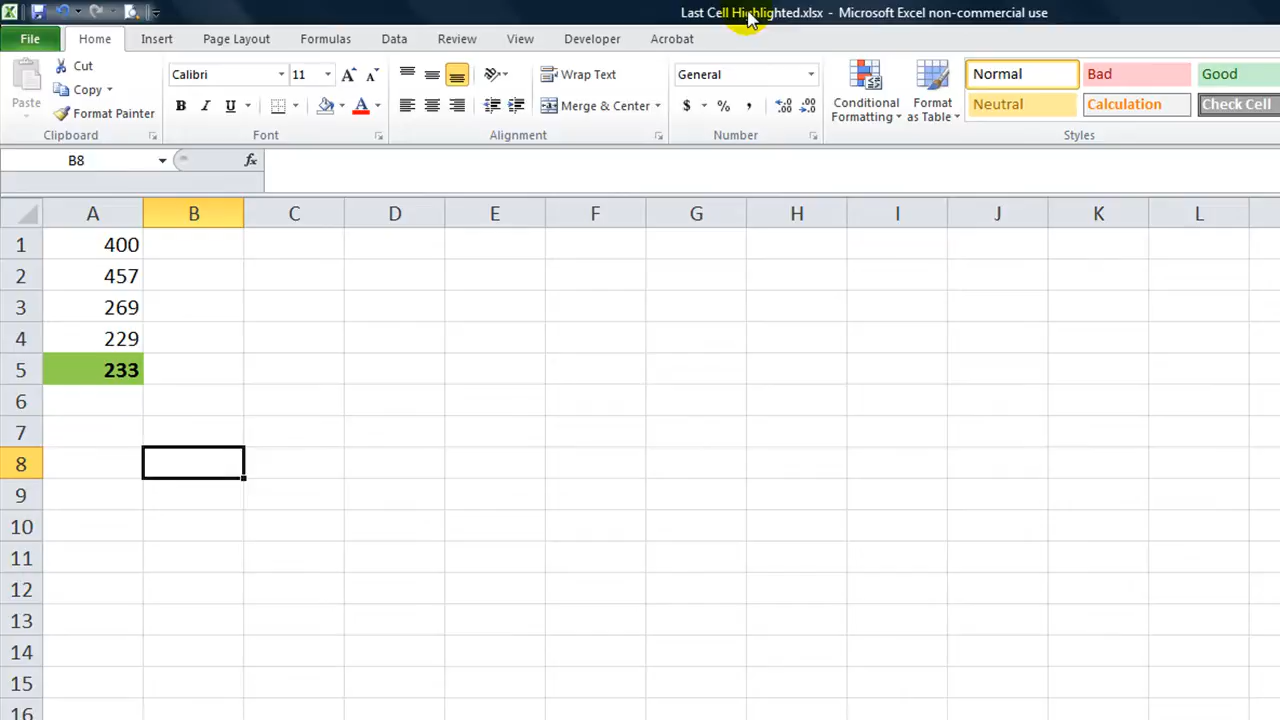 Last Cell Highlighted.xlsx - Microsoft Excel non-commercial use
File Home Insert Page Layout Formulas Data Review View Developer Acrobat
Paste
Cut
Copy
Format Painter
Clipboard
Calibri 11
B I U A
Font
Wrap Text
Merge & Center
Alignment
General
$ % ,
Number
Conditional Formatting
Format as Table
Normal Bad Good
Neutral Calculation Check Cell
Styles
B8 fx
A B C D E F G H I J K L
1 400
2 457
3 269
4 229
5 233
6
7
8
9
10
11
12
13
14
15
16